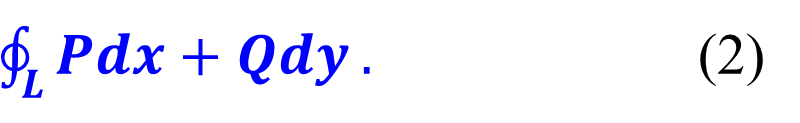 ∮_L Pdx + Qdy . (2)